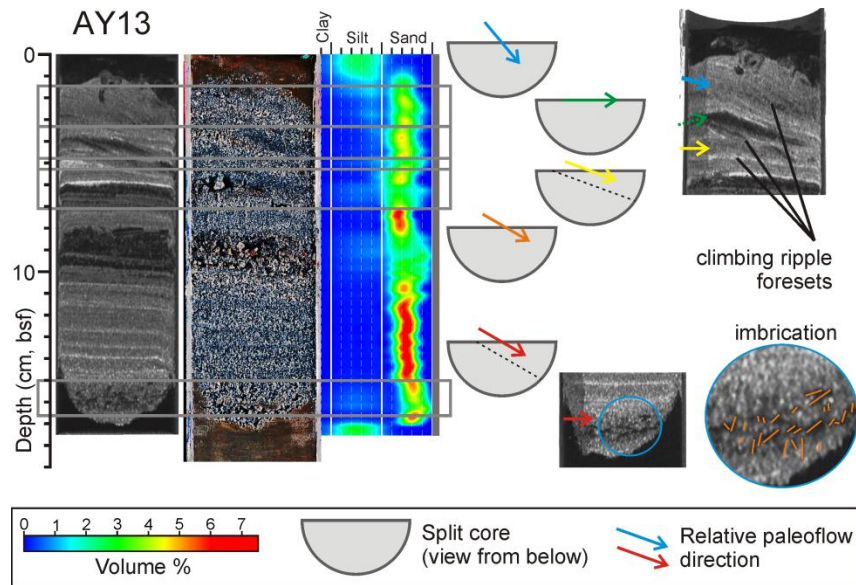 AY13
Clay
Silt
Sand
0
10
Depth (cm, bsf)
climbing ripple
foresets
imbrication
0 1 2 3 4 5 6 7
Volume %
Split core
(view from below)
Relative paleoflow
direction